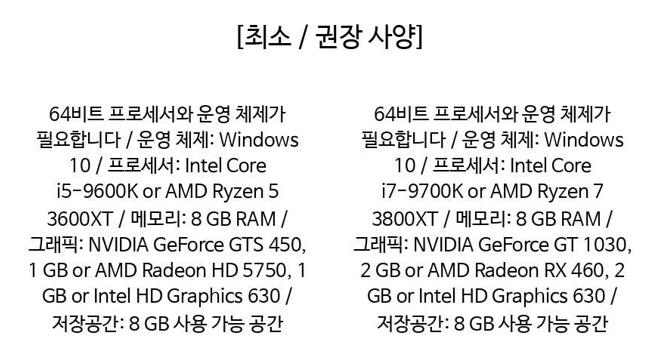 [최소 / 권장 사양]
64비트 프로세서와 운영 체제가
필요합니다 / 운영 체제: Windows
10 / 프로세서: Intel Core
i5-9600K or AMD Ryzen 5
3600XT / 메모리: 8 GB RAM /
그래픽: NVIDIA GeForce GTS 450,
1 GB or AMD Radeon HD 5750, 1
GB or Intel HD Graphics 630 /
저장공간: 8 GB 사용 가능 공간
64비트 프로세서와 운영 체제가
필요합니다 / 운영 체제: Windows
10 / 프로세서: Intel Core
i7-9700K or AMD Ryzen 7
3800XT / 메모리: 8 GB RAM /
그래픽: NVIDIA GeForce GT 1030,
2 GB or AMD Radeon RX 460, 2
GB or Intel HD Graphics 630 /
저장공간: 8 GB 사용 가능 공간